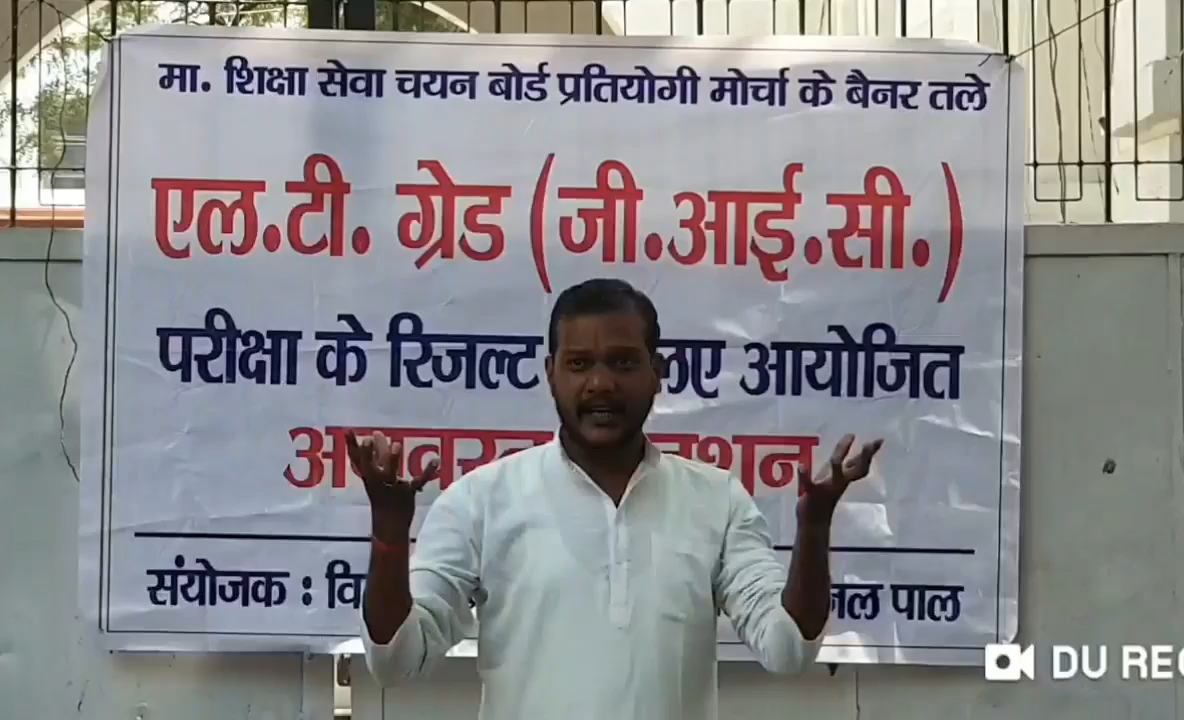 मा. शिक्षा सेवा चयन बोर्ड प्रतियोगी मोर्चा के बैनर तले
एल.टी. ग्रेड (जी.आई.सी.)
परीक्षा के रिजल्ट आयोजित
संयोजक : पाल
DU REC